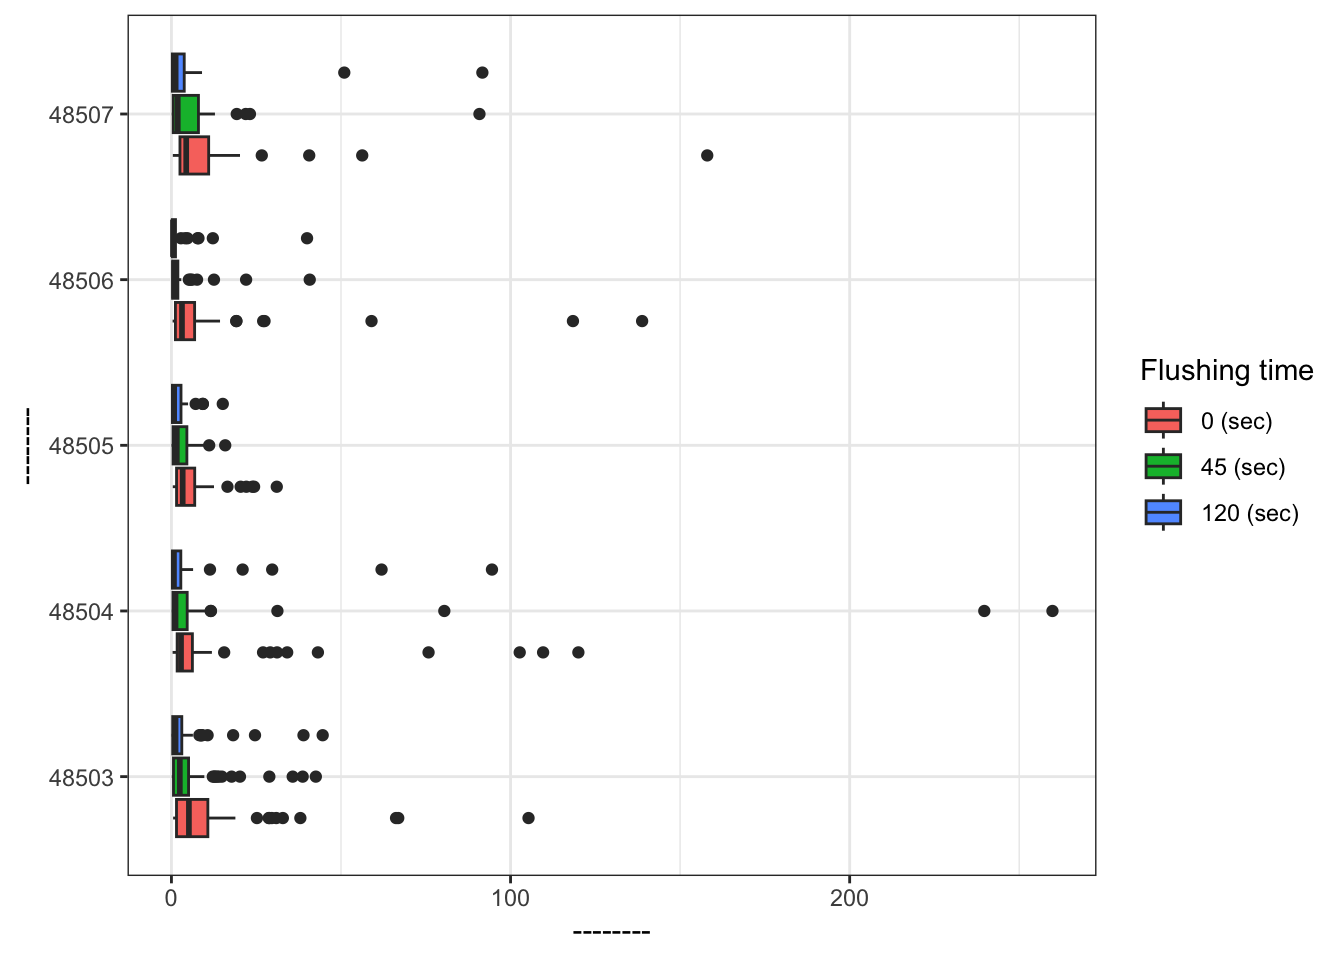 48507
48506
48505
48504
48503
0
100
200
--------
--------
Flushing time
0 (sec)
45 (sec)
120 (sec)